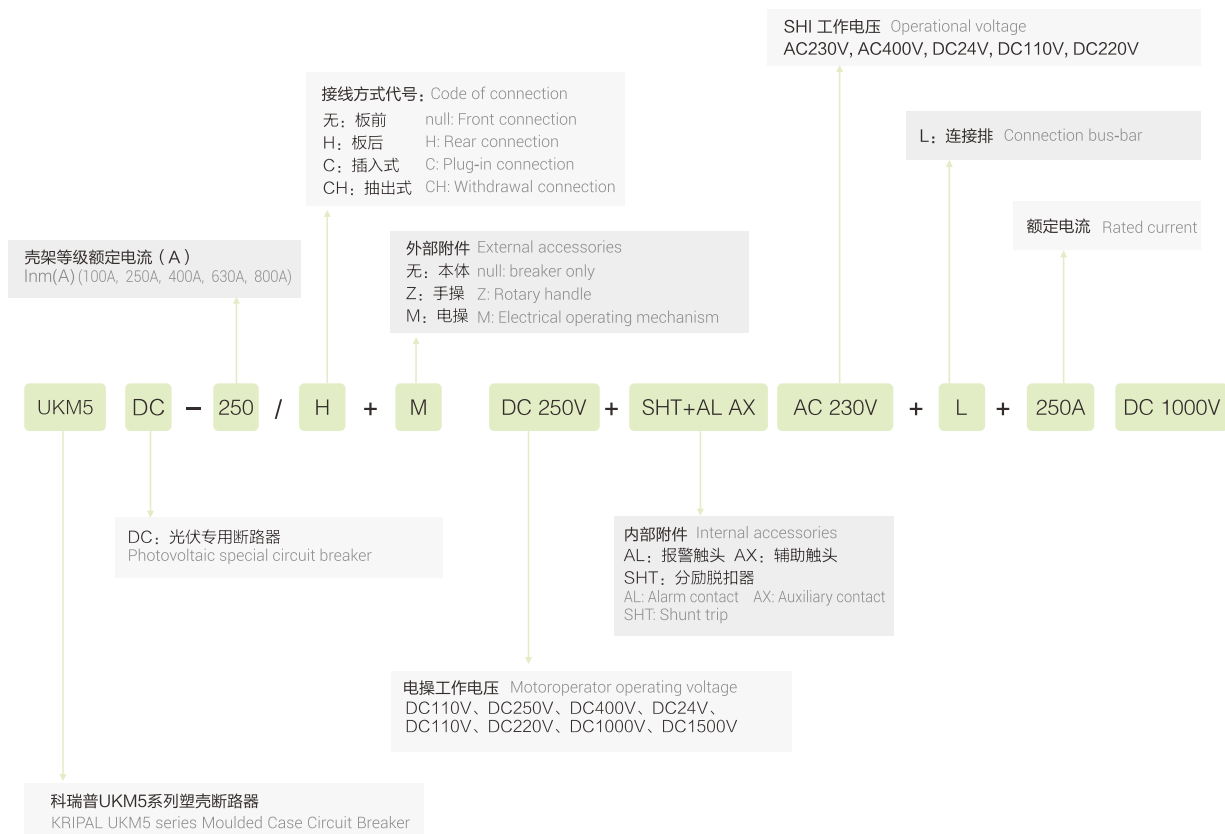 SHI 工作电压 Operational voltage
AC230V, AC400V, DC24V, DC110V, DC220V
接线方式代号：Code of connection
无：板前 null: Front connection
H：板后 H: Rear connection
C：插入式 C: Plug-in connection
CH：抽出式 CH: Withdrawal connection
L：连接排 Connection bus-bar
额定电流 Rated current
壳架等级额定电流（A）
Inm(A) (100A, 250A, 400A, 630A, 800A)
外部附件 External accessories
无：本体 null: breaker only
Z：手操 Z: Rotary handle
M：电操 M: Electrical operating mechanism
UKM5 DC – 250 / H + M DC 250V + SHT+AL AX AC 230V + L + 250A DC 1000V
DC：光伏专用断路器
Photovoltaic special circuit breaker
内部附件 Internal accessories
AL：报警触头 AX：辅助触头
SHT：分励脱扣器
AL: Alarm contact AX: Auxiliary contact
SHT: Shunt trip
电操工作电压 Motoroperator operating voltage
DC110V、DC250V、DC400V、DC24V、
DC110V、DC220V、DC1000V、DC1500V
科瑞普UKM5系列塑壳断路器
KRIPAL UKM5 series Moulded Case Circuit Breaker